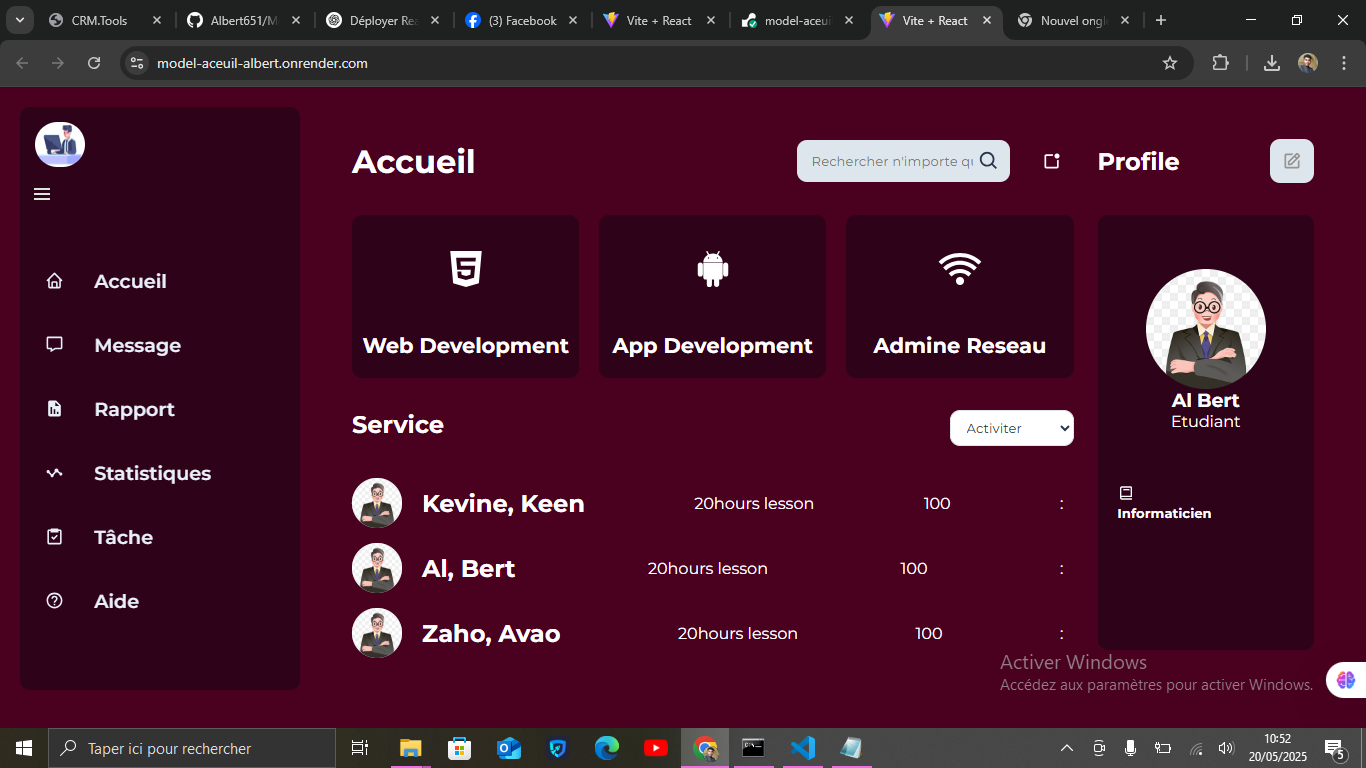 CRM.Tools
Albert651/M
Déployer Rea
(3) Facebook
Vite + React
model-aceuil
Vite + React
Nouvel ongle
model-aceuil-albert.onrender.com
Accueil
Rechercher n'importe qu
Profile
Accueil
Message
Rapport
Statistiques
Tâche
Aide
Web Development
App Development
Admine Reseau
Al Bert
Etudiant
Informaticien
Service
Activiter
Kevine, Keen 20hours lesson 100 :
Al, Bert 20hours lesson 100 :
Zaho, Avao 20hours lesson 100 :
Activer Windows
Accédez aux paramètres pour activer Windows.
Taper ici pour rechercher
10:52
20/05/2025
5